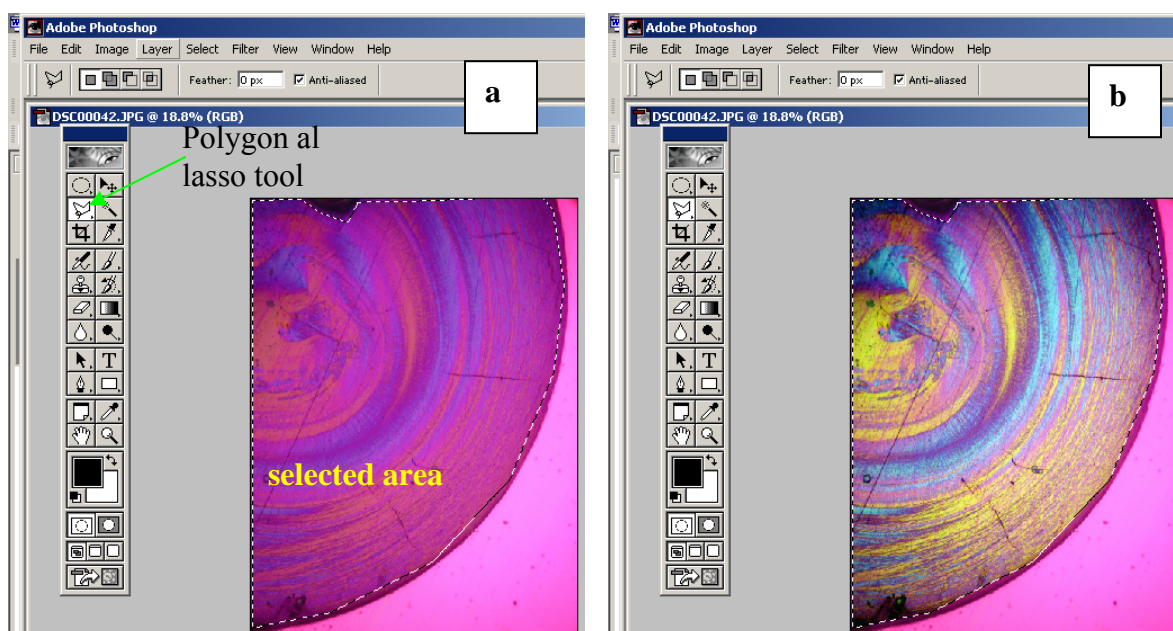 Adobe Photoshop
File Edit Image Layer Select Filter View Window Help
Feather: 0 px Anti-aliased
a
DSC00042.JPG @ 18.8% (RGB)
Polygon al
lasso tool
T
selected area
Adobe Photoshop
File Edit Image Layer Select Filter View Window Help
Feather: 0 px Anti-aliased
b
DSC00042.JPG @ 18.8% (RGB)
T